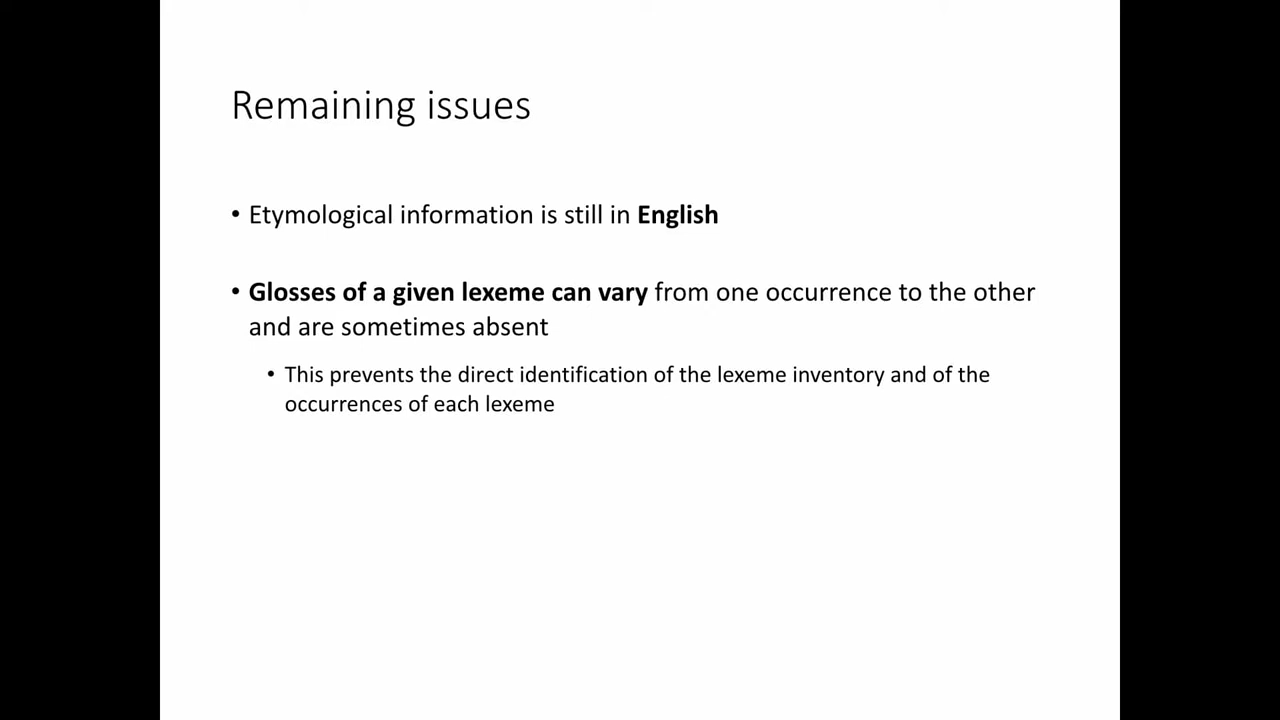 Remaining issues
• Etymological information is still in English
• Glosses of a given lexeme can vary from one occurrence to the other
and are sometimes absent
• This prevents the direct identification of the lexeme inventory and of the
occurrences of each lexeme